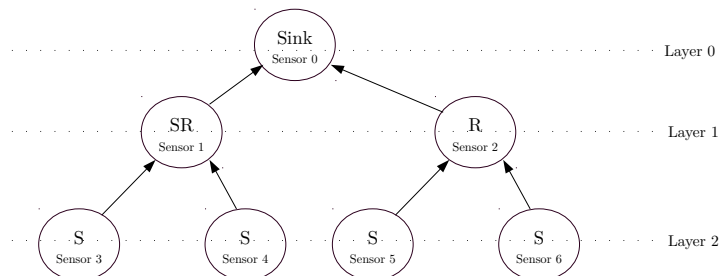 Sink
Sensor 0
Layer 0
SR
Sensor 1
R
Sensor 2
Layer 1
S
Sensor 3
S
Sensor 4
S
Sensor 5
S
Sensor 6
Layer 2